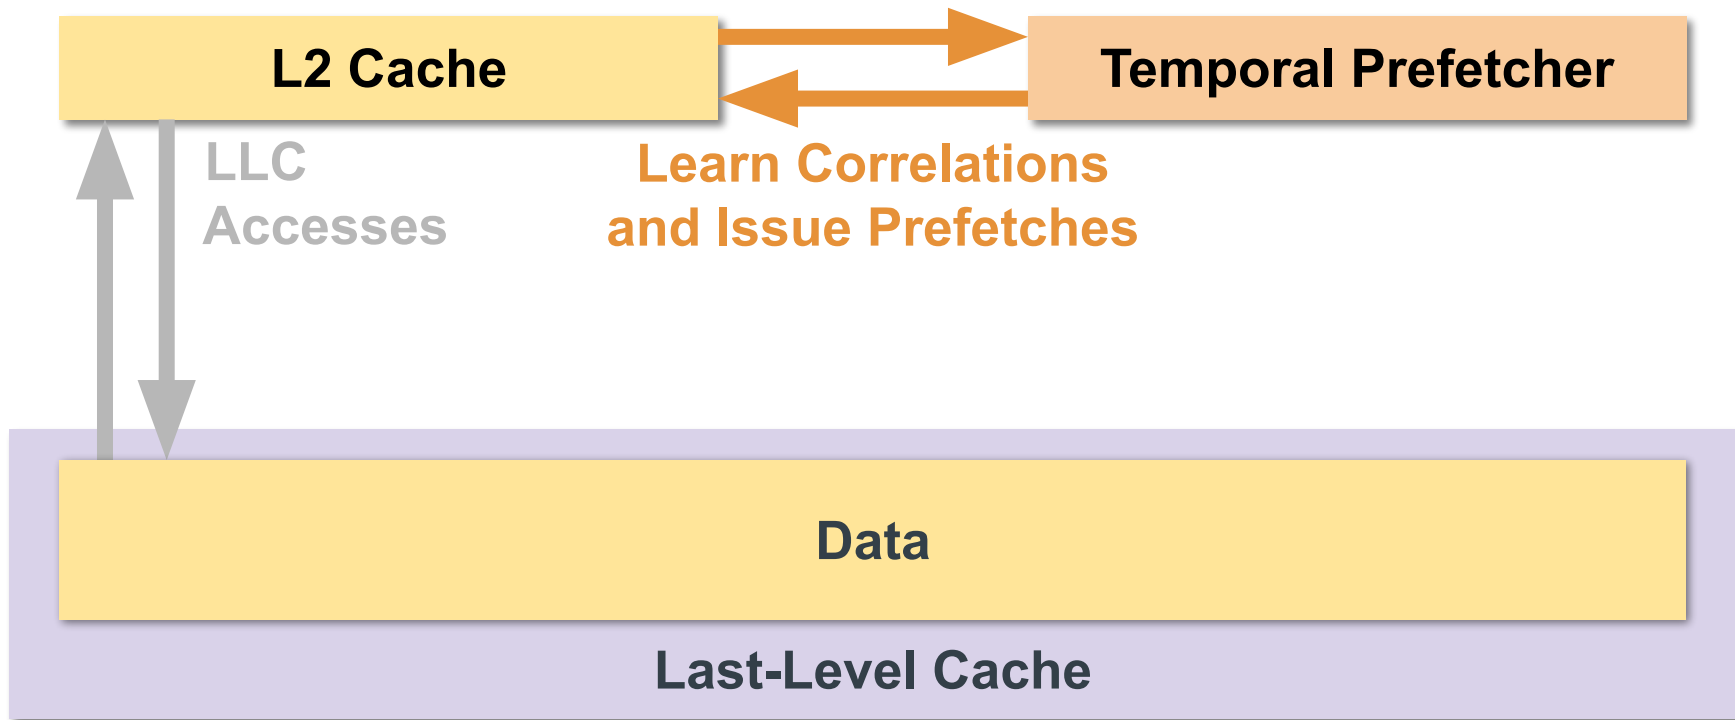 L2 Cache
Temporal Prefetcher
LLC
Accesses
Learn Correlations
and Issue Prefetches
Data
Last-Level Cache